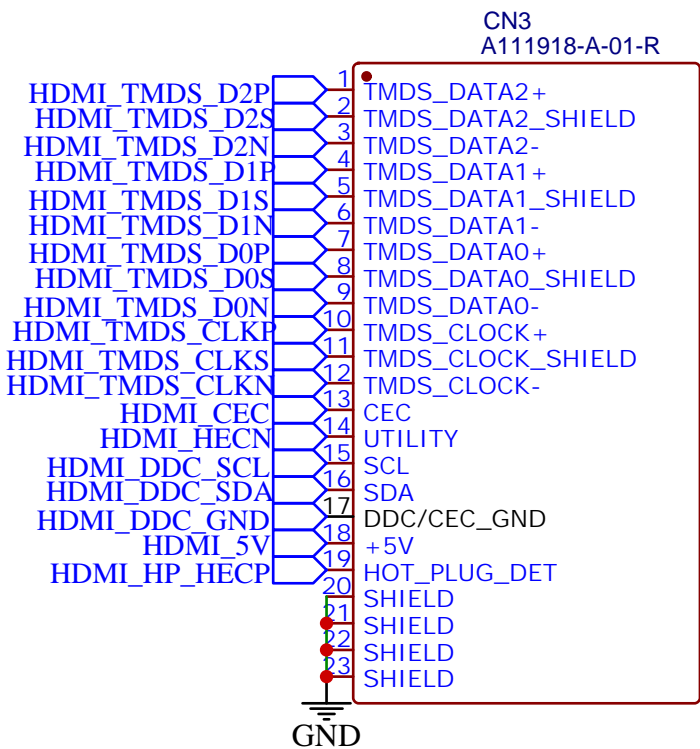 CN3
A111918-A-01-R
HDMI_TMDS_D2P 1 TMDS_DATA2+
HDMI_TMDS_D2S 2 TMDS_DATA2_SHIELD
HDMI_TMDS_D2N 3 TMDS_DATA2-
HDMI_TMDS_D1P 4 TMDS_DATA1+
HDMI_TMDS_D1S 5 TMDS_DATA1_SHIELD
HDMI_TMDS_D1N 6 TMDS_DATA1-
HDMI_TMDS_D0P 7 TMDS_DATA0+
HDMI_TMDS_D0S 8 TMDS_DATA0_SHIELD
HDMI_TMDS_D0N 9 TMDS_DATA0-
HDMI_TMDS_CLKP 10 TMDS_CLOCK+
HDMI_TMDS_CLKS 11 TMDS_CLOCK_SHIELD
HDMI_TMDS_CLKN 12 TMDS_CLOCK-
HDMI_CEC 13 CEC
HDMI_HECN 14 UTILITY
HDMI_DDC_SCL 15 SCL
HDMI_DDC_SDA 16 SDA
HDMI_DDC_GND 17 DDC/CEC_GND
HDMI_5V 18 +5V
HDMI_HP_HECP 19 HOT_PLUG_DET
20 SHIELD
21 SHIELD
22 SHIELD
23 SHIELD
GND